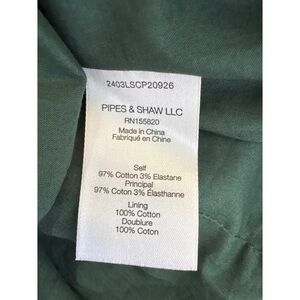 2403LSCP20926
PIPES & SHAW LLC
RN155820
Made in China
Fabriqué en Chine
Self
97% Cotton 3% Elastane
Principal
97% Coton 3% Élasthanne
Lining
100% Cotton
Doublure
100% Coton